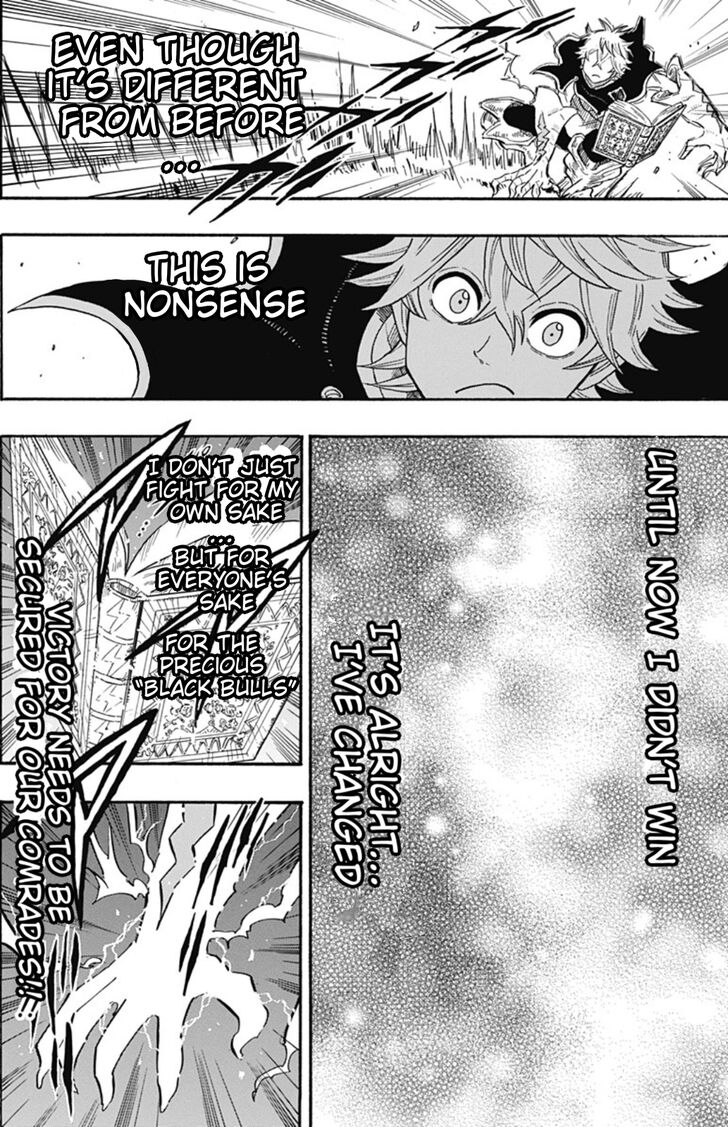 EVEN THOUGH
IT'S DIFFERENT
FROM BEFORE
...
THIS IS
NONSENSE
UNTIL NOW I DIDN'T WIN
IT'S ALRIGHT...
I'VE CHANGED
I DON'T JUST
FIGHT FOR MY
OWN SAKE
...
BUT FOR
EVERYONE'S
SAKE
FOR THE
PRECIOUS
"BLACK BULLS"
VICTORY NEEDS TO BE
SECURED FOR OUR COMRADES!!